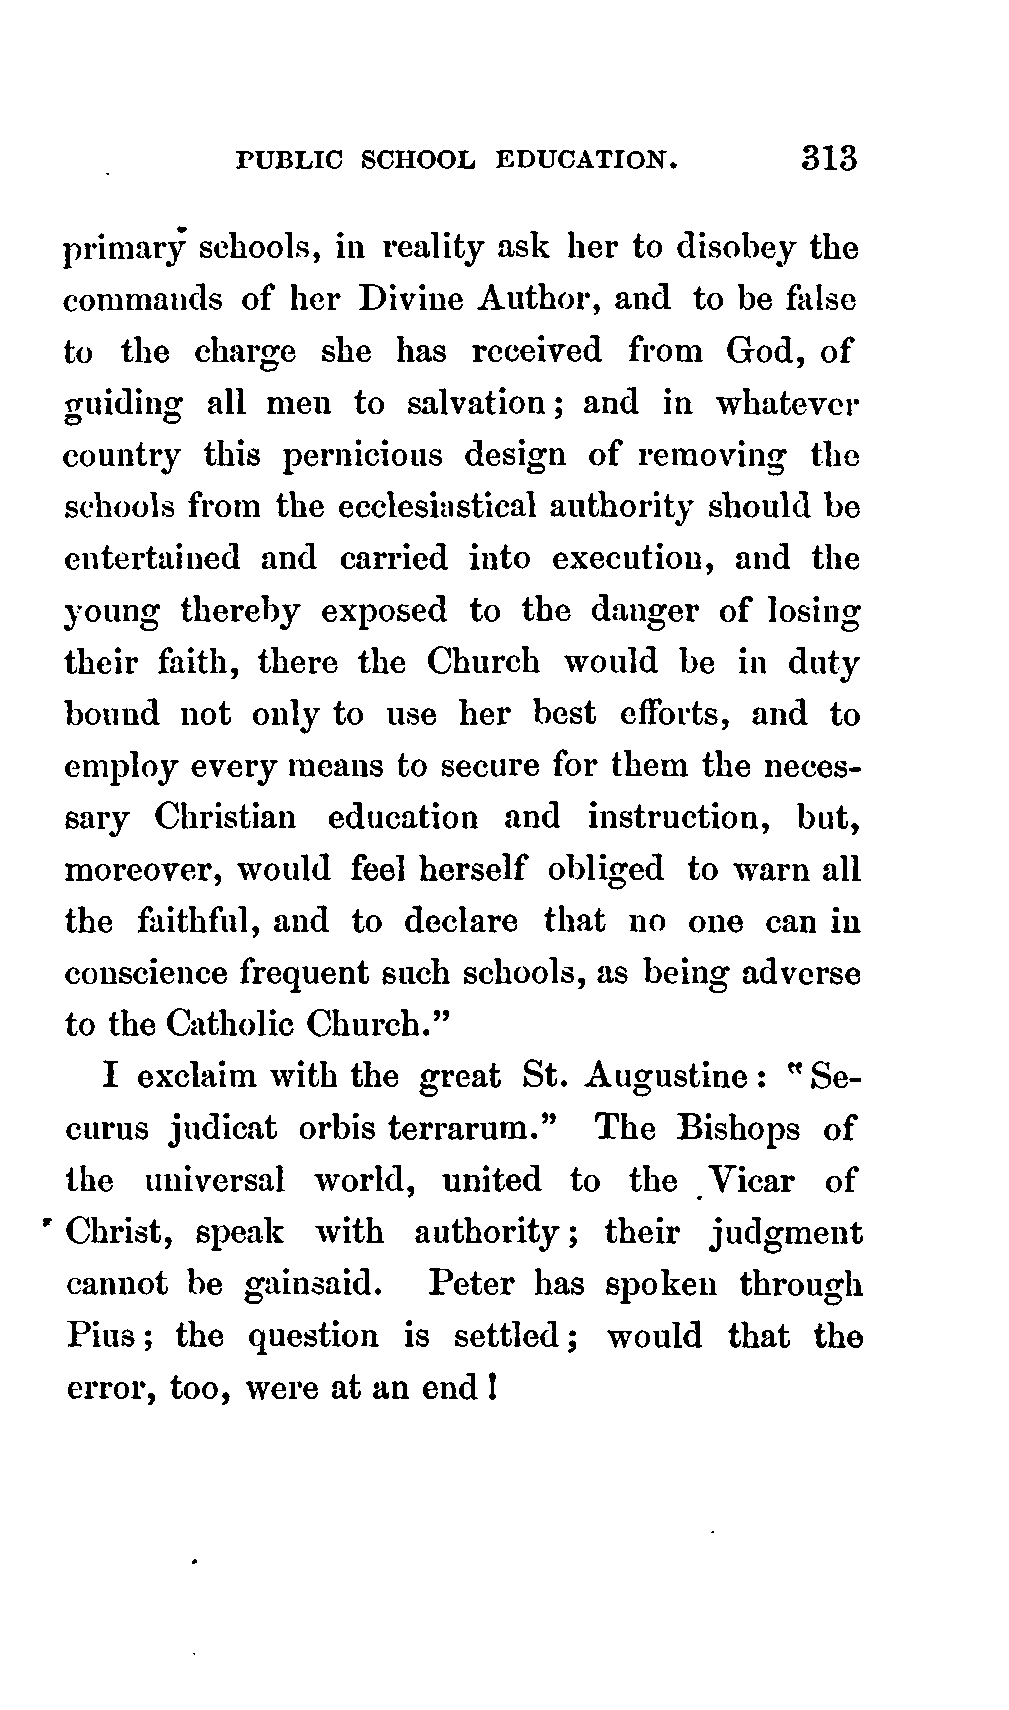 PUBLIC SCHOOL EDUCATION. 313
primary schools, in reality ask her to disobey the
commands of her Divine Author, and to be false
to the charge she has received from God, of
guiding all men to salvation; and in whatever
country this pernicious design of removing the
schools from the ecclesiastical authority should be
entertained and carried into execution, and the
young thereby exposed to the danger of losing
their faith, there the Church would be in duty
bound not only to use her best efforts, and to
employ every means to secure for them the neces-
sary Christian education and instruction, but,
moreover, would feel herself obliged to warn all
the faithful, and to declare that no one can in
conscience frequent such schools, as being adverse
to the Catholic Church."
I exclaim with the great St. Augustine: "Se-
curus judicat orbis terrarum." The Bishops of
the universal world, united to the Vicar of
Christ, speak with authority; their judgment
cannot be gainsaid. Peter has spoken through
Pius; the question is settled; would that the
error, too, were at an end!